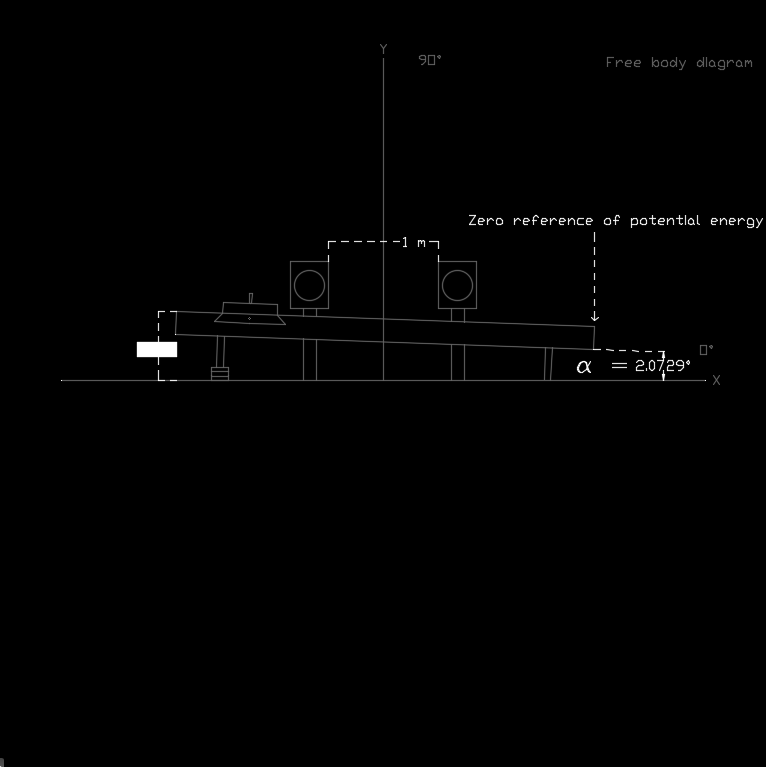 Y
90°
Free body diagram
Zero reference of potential energy
1 m
0°
α = 2.0729°
X